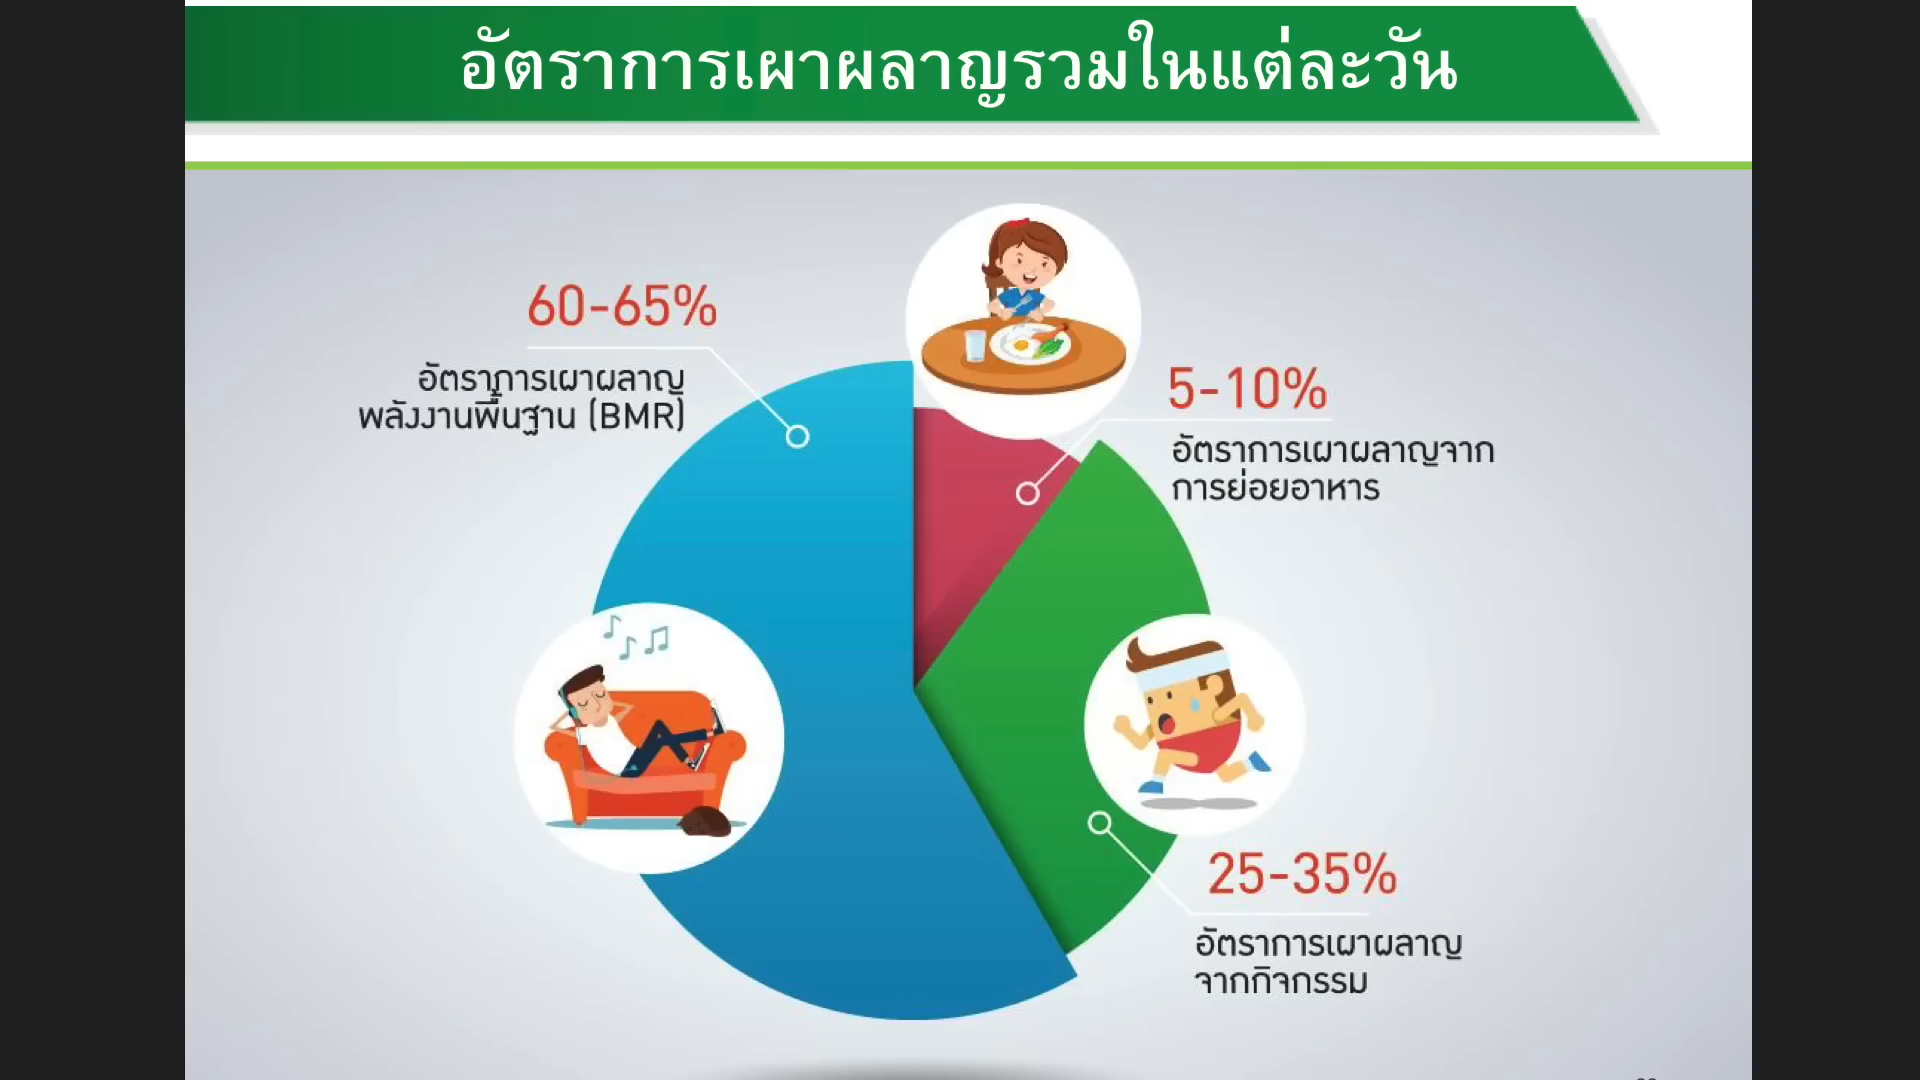 อัตราการเผาผลาญรวมในแต่ละวัน
60-65%
อัตราการเผาผลาญ
พลังงานพื้นฐาน (BMR)
5-10%
อัตราการเผาผลาญจาก
การย่อยอาหาร
25-35%
อัตราการเผาผลาญ
จากกิจกรรม